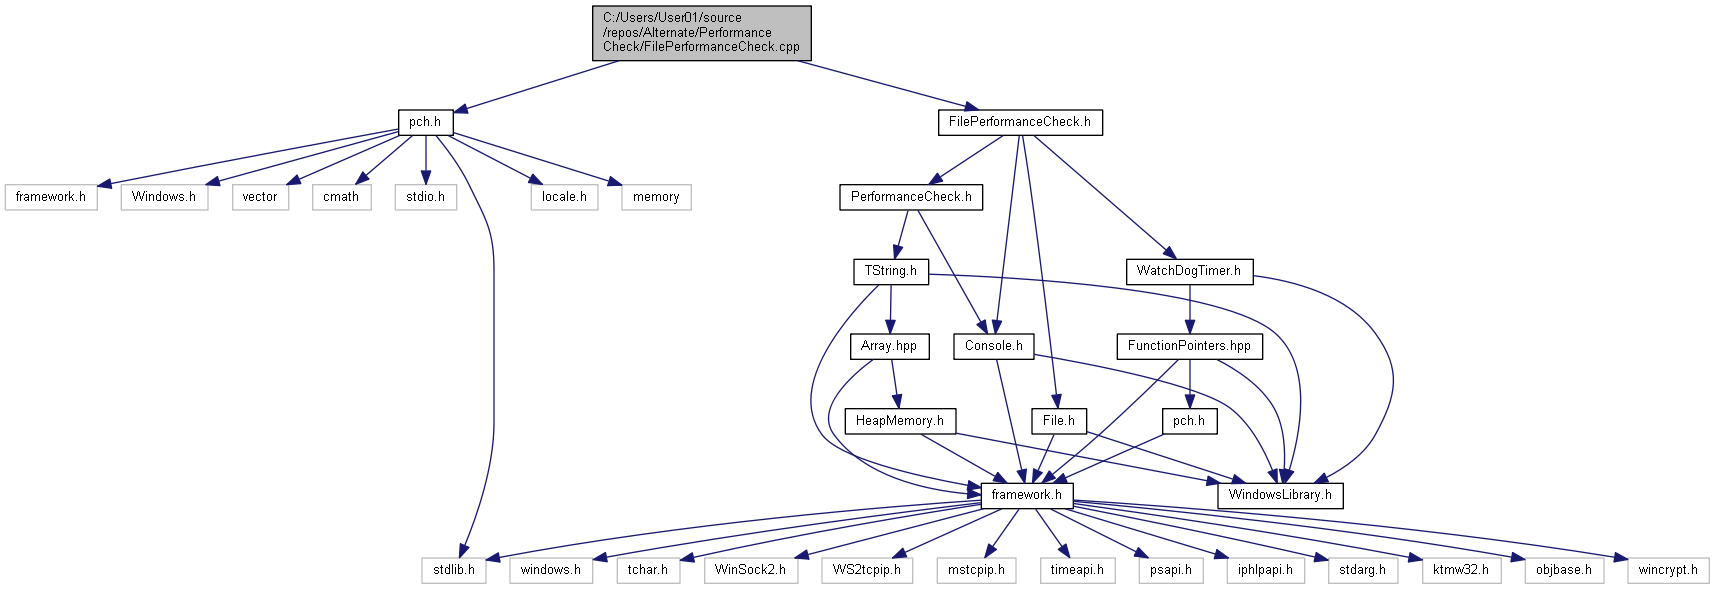 C:/Users/User01/source
/repos/Alternate/Performance
Check/FilePerformanceCheck.cpp
pch.h
FilePerformanceCheck.h
framework.h
Windows.h
vector
cmath
stdio.h
locale.h
memory
PerformanceCheck.h
TString.h
WatchDogTimer.h
Array.hpp
Console.h
FunctionPointers.hpp
HeapMemory.h
File.h
pch.h
framework.h
WindowsLibrary.h
stdlib.h
windows.h
tchar.h
WinSock2.h
WS2tcpip.h
mstcpip.h
timeapi.h
psapi.h
iphlpapi.h
stdarg.h
ktmw32.h
objbase.h
wincrypt.h